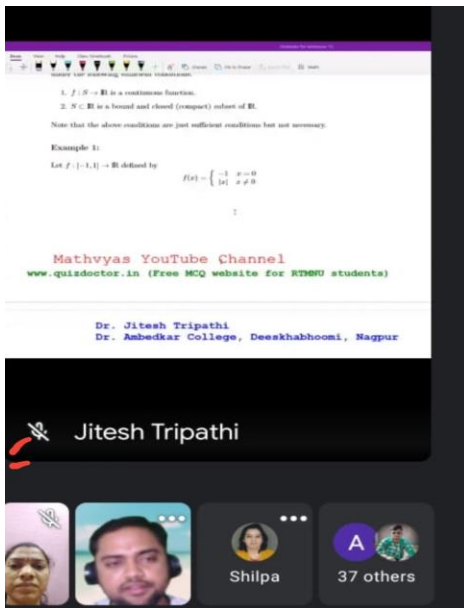 1. f : S → ℝ is a continuous function.
2. S ⊂ ℝ is a bound and closed (compact) subset of ℝ.
Note that the above conditions are just sufficient conditions but not necessary.
Example 1:
Let f : [−1, 1] → ℝ defined by
f(x) = { −1 x = 0
|x| x ≠ 0
Mathvyas YouTube Channel
www.quizdoctor.in (Free MCQ website for RTMNU students)
Dr. Jitesh Tripathi
Dr. Ambedkar College, Deeskhabhoomi, Nagpur
Jitesh Tripathi
A
Shilpa
37 others